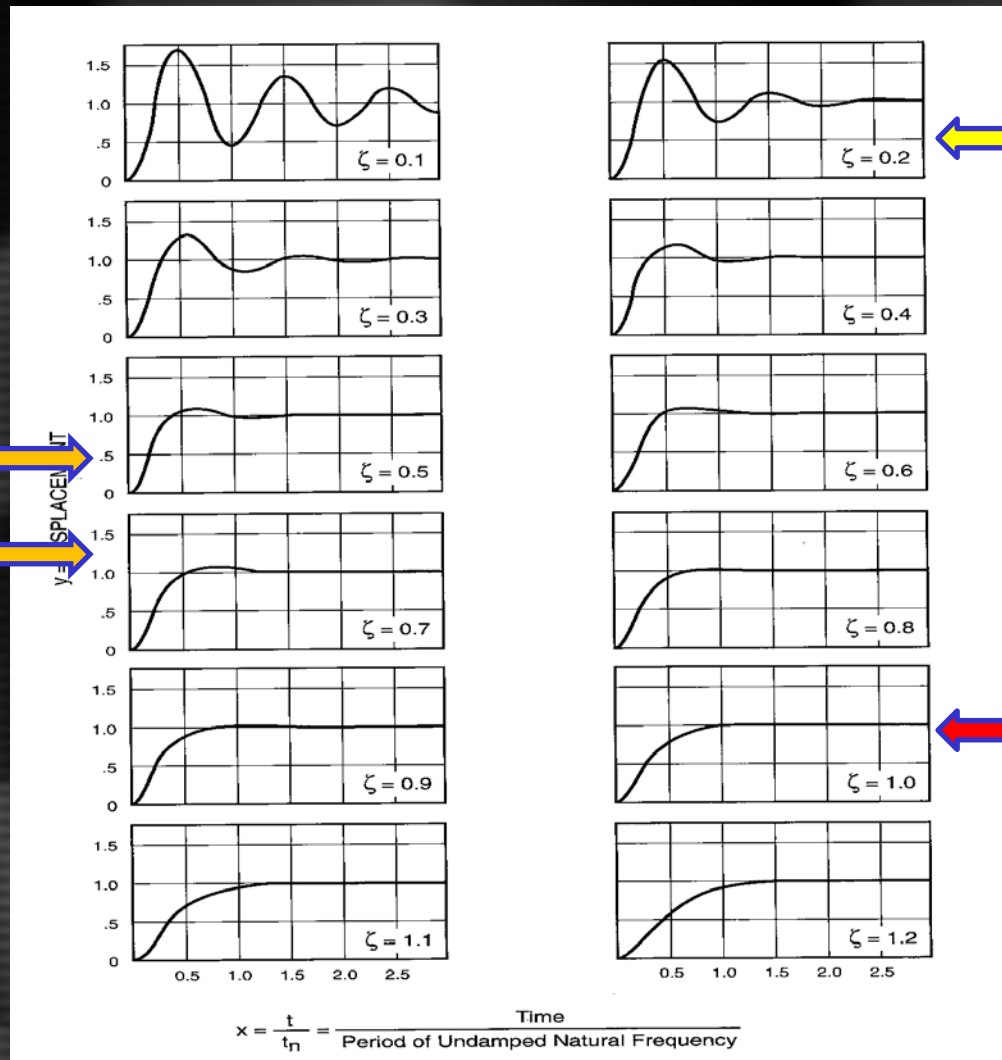 1.5
1.0
.5
0
ζ = 0.1
ζ = 0.2
1.5
1.0
.5
0
ζ = 0.3
ζ = 0.4
1.5
1.0
.5
0
ζ = 0.5
ζ = 0.6
y =
SPLACEM
NT
1.5
1.0
.5
0
ζ = 0.7
ζ = 0.8
1.5
1.0
.5
0
ζ = 0.9
ζ = 1.0
1.5
1.0
.5
0
ζ = 1.1
ζ = 1.2
0.5 1.0 1.5 2.0 2.5
0.5 1.0 1.5 2.0 2.5
x = t/tn = Time / Period of Undamped Natural Frequency